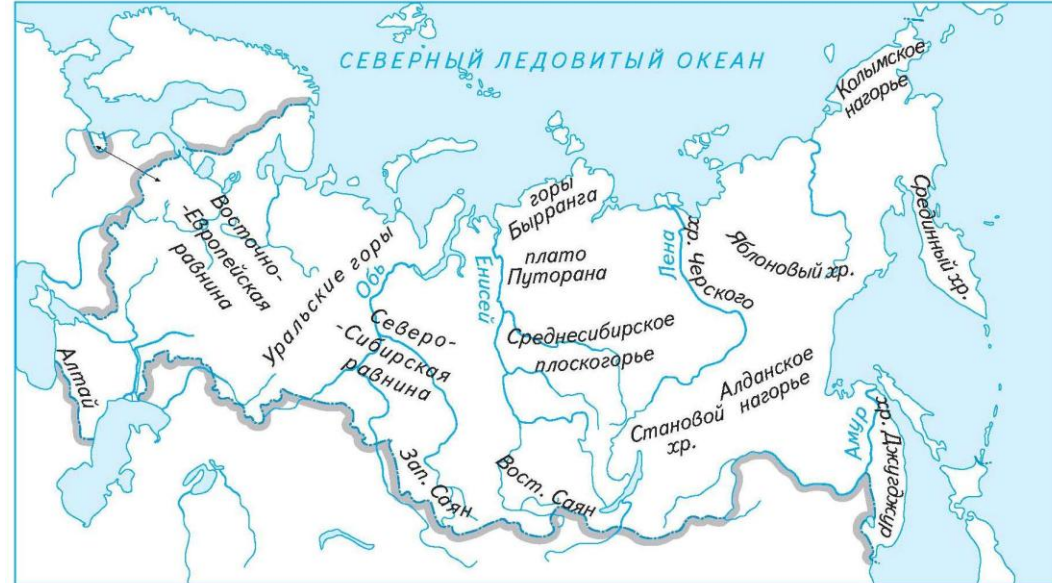 СЕВЕРНЫЙ ЛЕДОВИТЫЙ ОКЕАН
Колымское
нагорье
Срединный хр.
горы
Бырранга
Восточно-
-Европейская
равнина
Уральские горы
Обь
Енисей
плато
Путорана
Лена
хр. Черского
Яблоновый хр.
Северо-
-Сибирская
равнина
Среднесибирское
плоскогорье
Алтай
Алданское
нагорье
Становой
хр.
Амур
хр. Джугджур
Зап. Саян
Вост. Саян